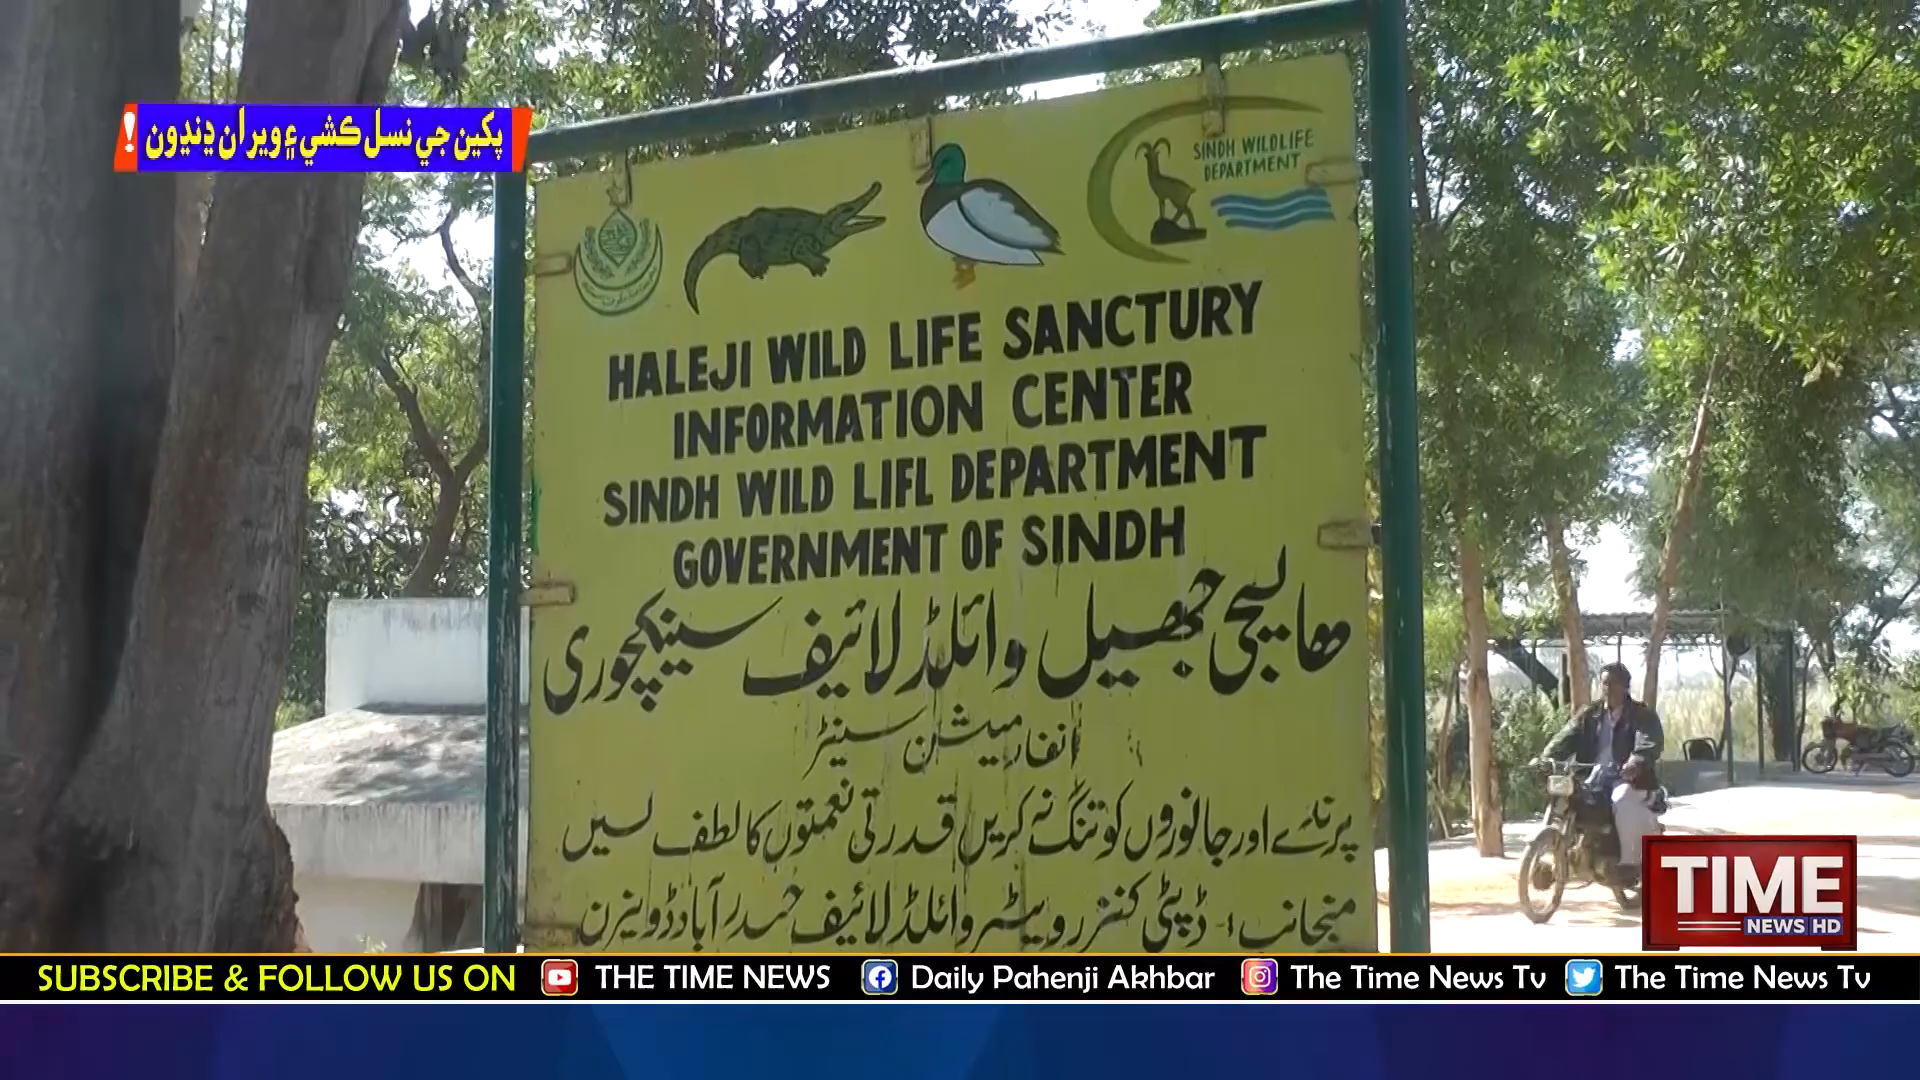 پکين جي نسل ڪشي ۽ ويران ڍنڍون !
SINDH WILDLIFE
DEPARTMENT
HALEJI WILD LIFE SANCTURY
INFORMATION CENTER
SINDH WILD LIFL DEPARTMENT
GOVERNMENT OF SINDH
ھالیجی جھیل وائلڈ لائیف سینکچوری
انفارمیشن سینٹر
پرندے اور جانوروں کو تنگ نہ کریں قدرتی نعمتوں کا لطف لیں
منجانب :- ڈپٹی کنزرویٹر وائلڈ لائیف حیدرآباد ڈویزن
TIME
NEWS HD
SUBSCRIBE & FOLLOW US ON THE TIME NEWS Daily Pahenji Akhbar The Time News Tv The Time News Tv